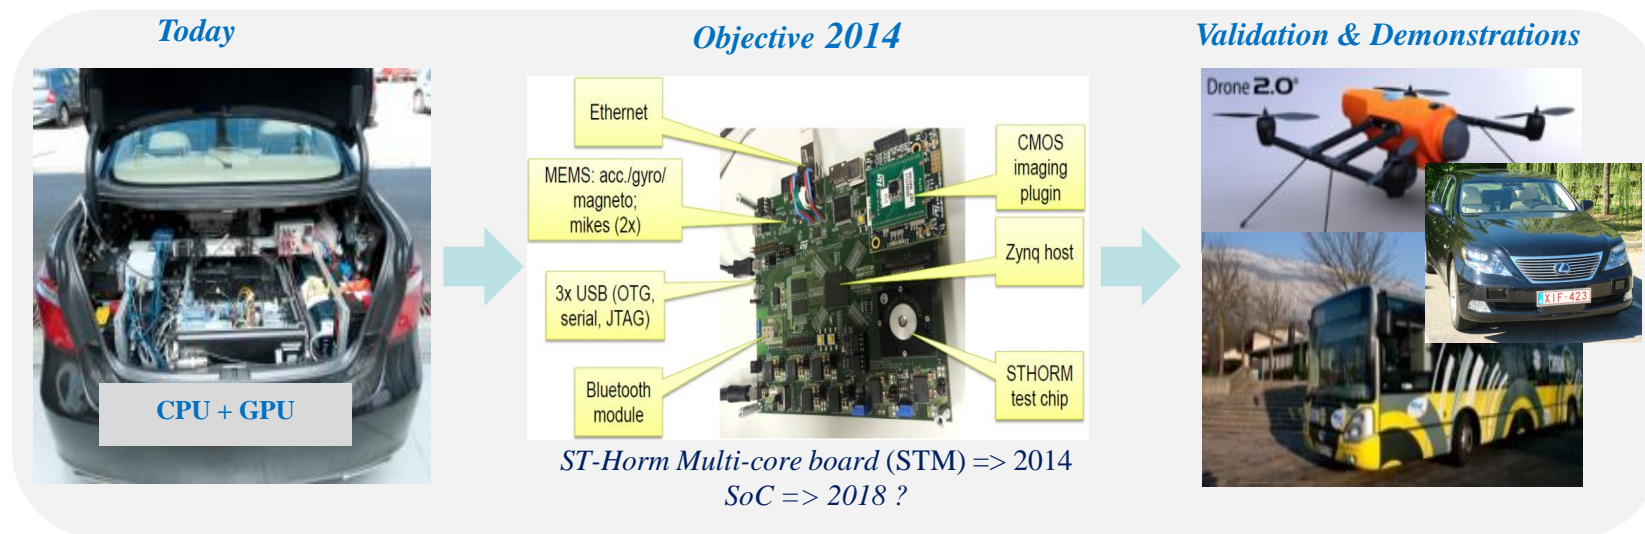 Today
Objective 2014
Validation & Demonstrations
CPU + GPU
Ethernet
MEMS: acc./gyro/
magneto;
mikes (2x)
3x USB (OTG,
serial, JTAG)
Bluetooth
module
CMOS
imaging
plugin
Zynq host
STHORM
test chip
ST-Horm Multi-core board (STM) => 2014
SoC => 2018 ?
Drone 2.0
XIF-423